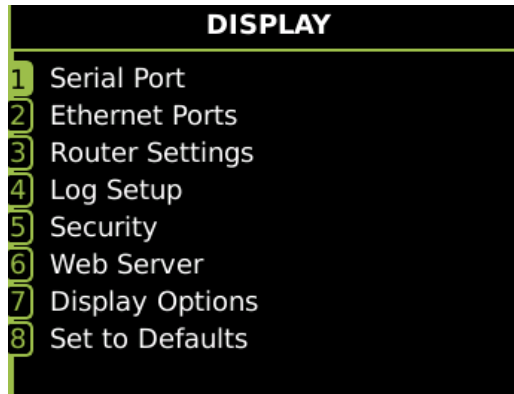 DISPLAY
1 Serial Port
2 Ethernet Ports
3 Router Settings
4 Log Setup
5 Security
6 Web Server
7 Display Options
8 Set to Defaults